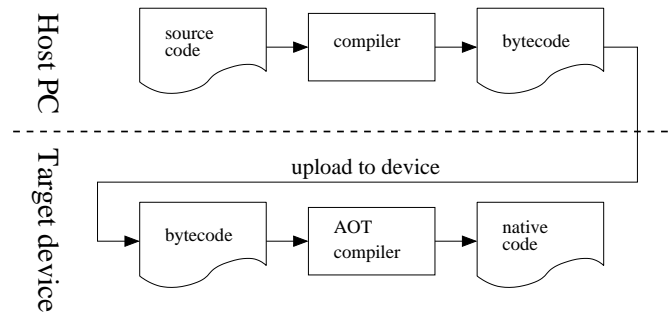 Host PC
source
code
compiler
bytecode
upload to device
Target device
bytecode
AOT
compiler
native
code